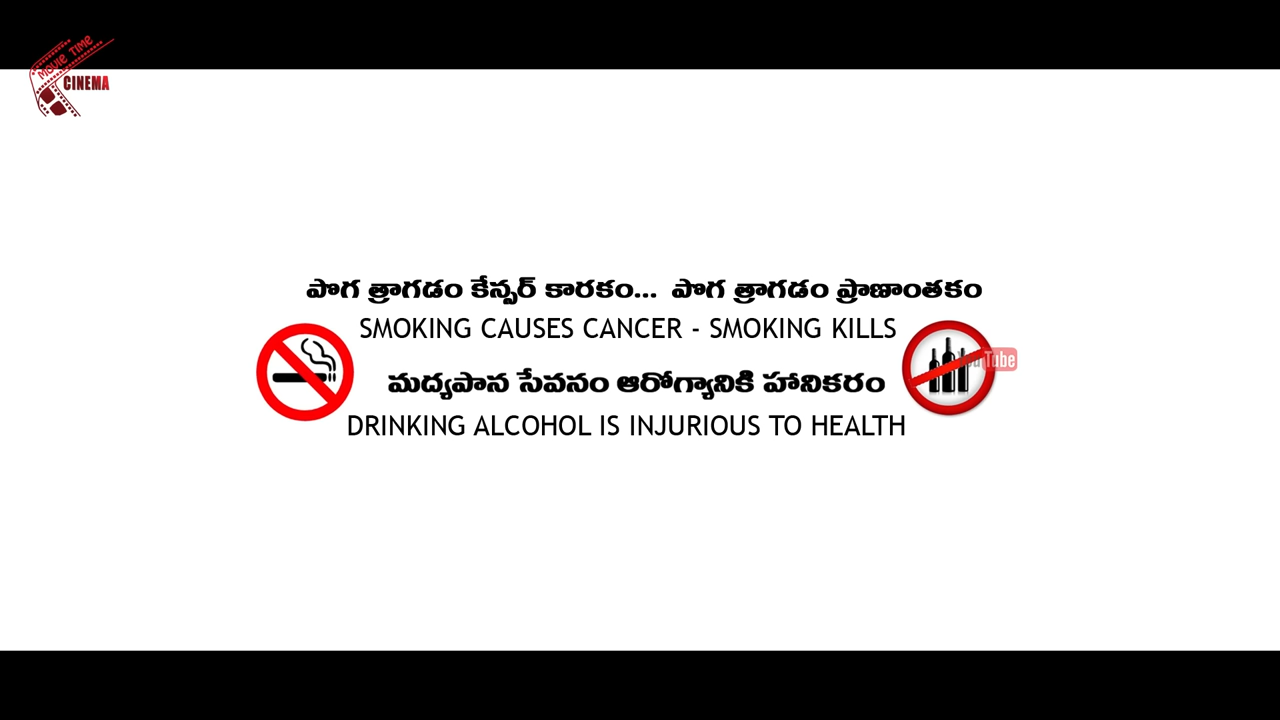 MOVIE TIME
CINEMA
పొగ త్రాగడం కేన్సర్ కారకం... పొగ త్రాగడం ప్రాణాంతకం
SMOKING CAUSES CANCER - SMOKING KILLS
మద్యపాన సేవనం ఆరోగ్యానికి హానికరం
DRINKING ALCOHOL IS INJURIOUS TO HEALTH
Tube